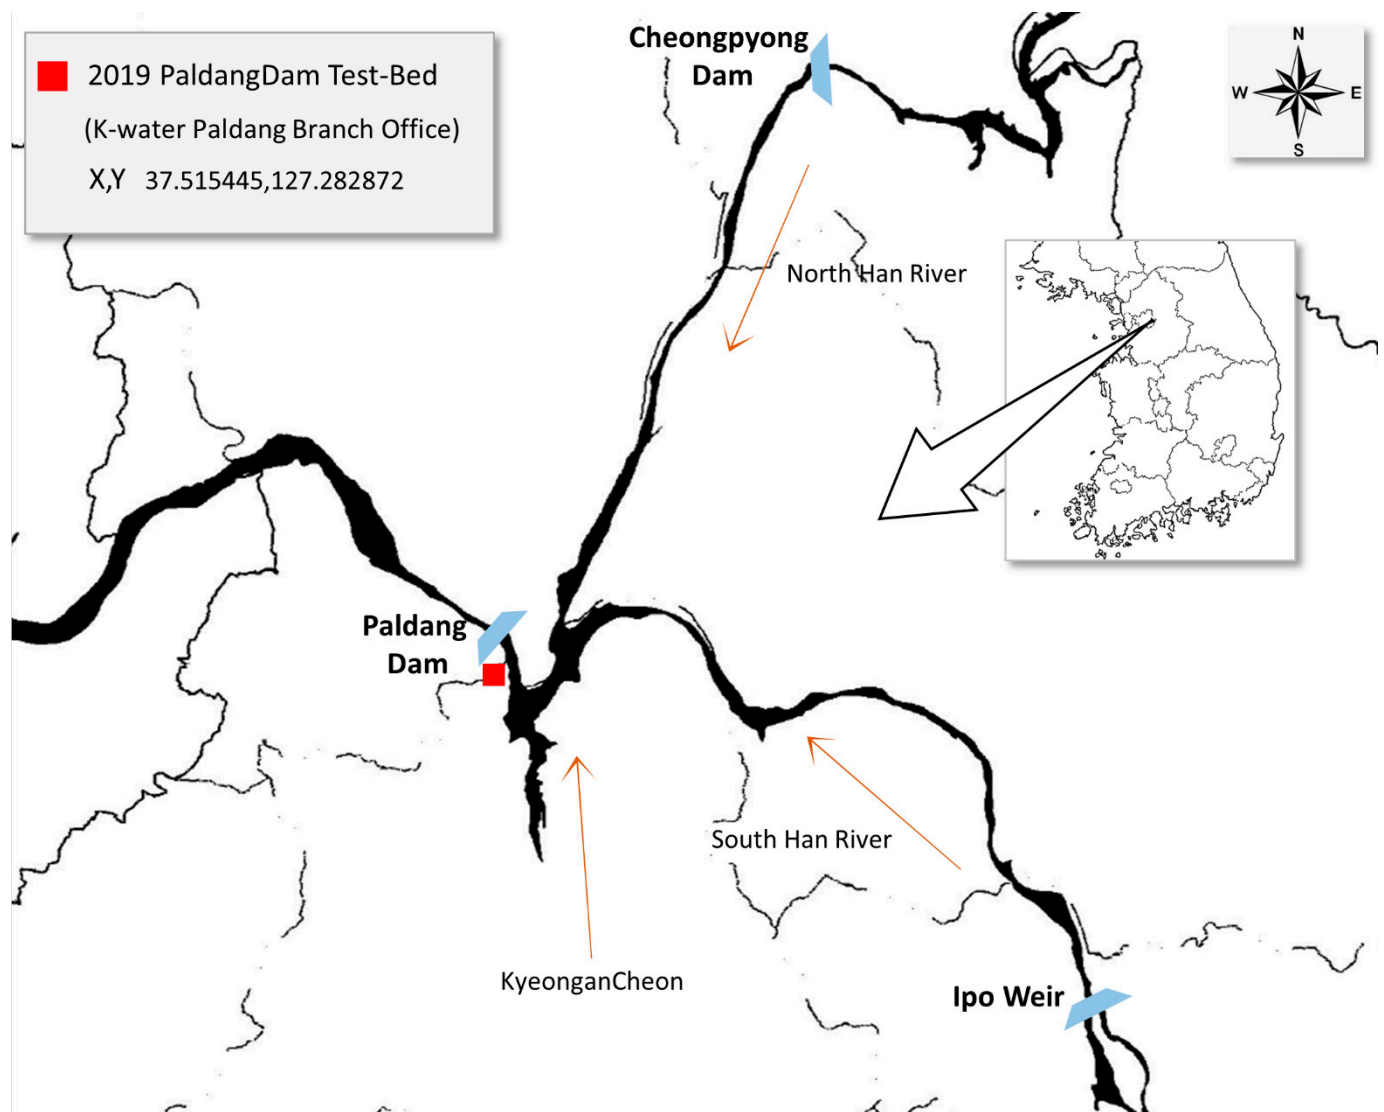 2019 PaldangDam Test-Bed
(K-water Paldang Branch Office)
X,Y 37.515445,127.282872
Cheongpyong
Dam
N
W E
S
North Han River
Paldang
Dam
South Han River
KyeonganCheon
Ipo Weir